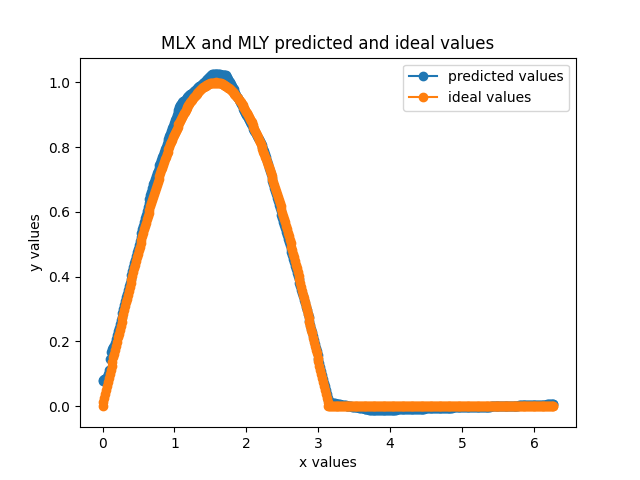 MLX and MLY predicted and ideal values
predicted values
ideal values
1.0
0.8
0.6
0.4
0.2
0.0
y values
0 1 2 3 4 5 6
x values